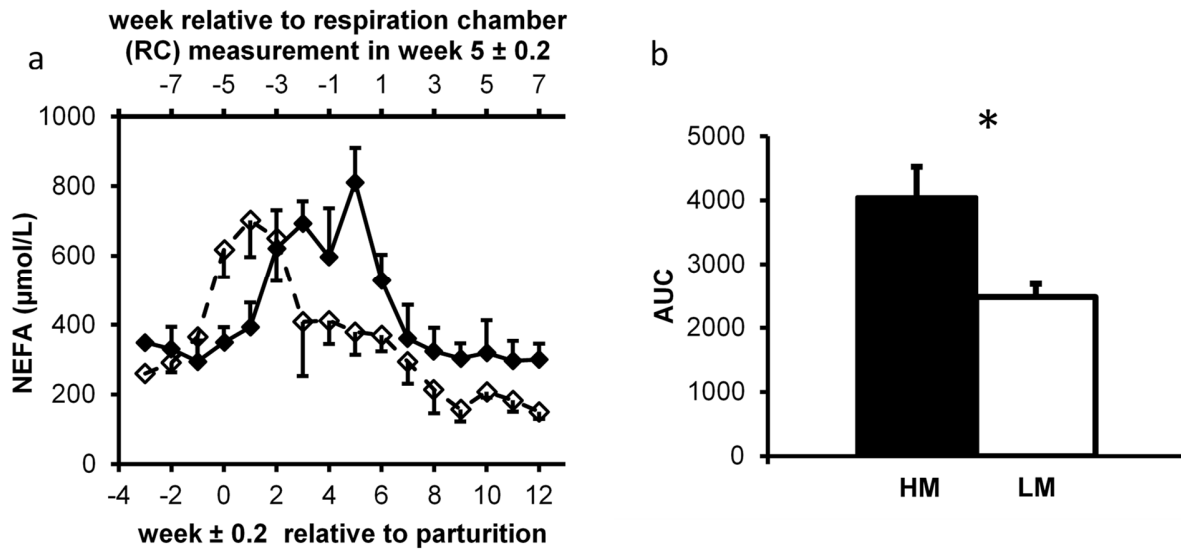 week relative to respiration chamber
(RC) measurement in week 5 ± 0.2
a
-7 -5 -3 -1 1 3 5 7
NEFA (µmol/L)
1000
800
600
400
200
0
-4 -2 0 2 4 6 8 10 12
week ± 0.2 relative to parturition
b
*
AUC
5000
4000
3000
2000
1000
0
HM LM